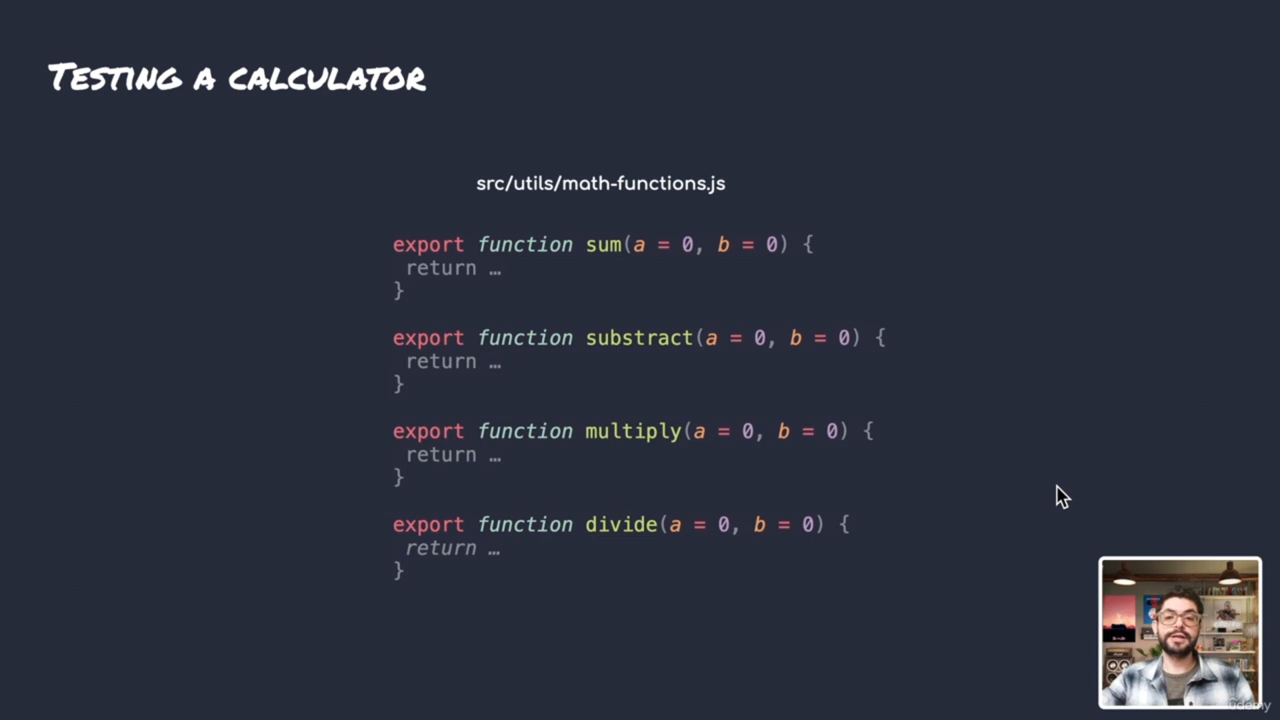 TESTING A CALCULATOR
src/utils/math-functions.js
export function sum(a = 0, b = 0) {
return …
}
export function substract(a = 0, b = 0) {
return …
}
export function multiply(a = 0, b = 0) {
return …
}
export function divide(a = 0, b = 0) {
return …
}
udemy